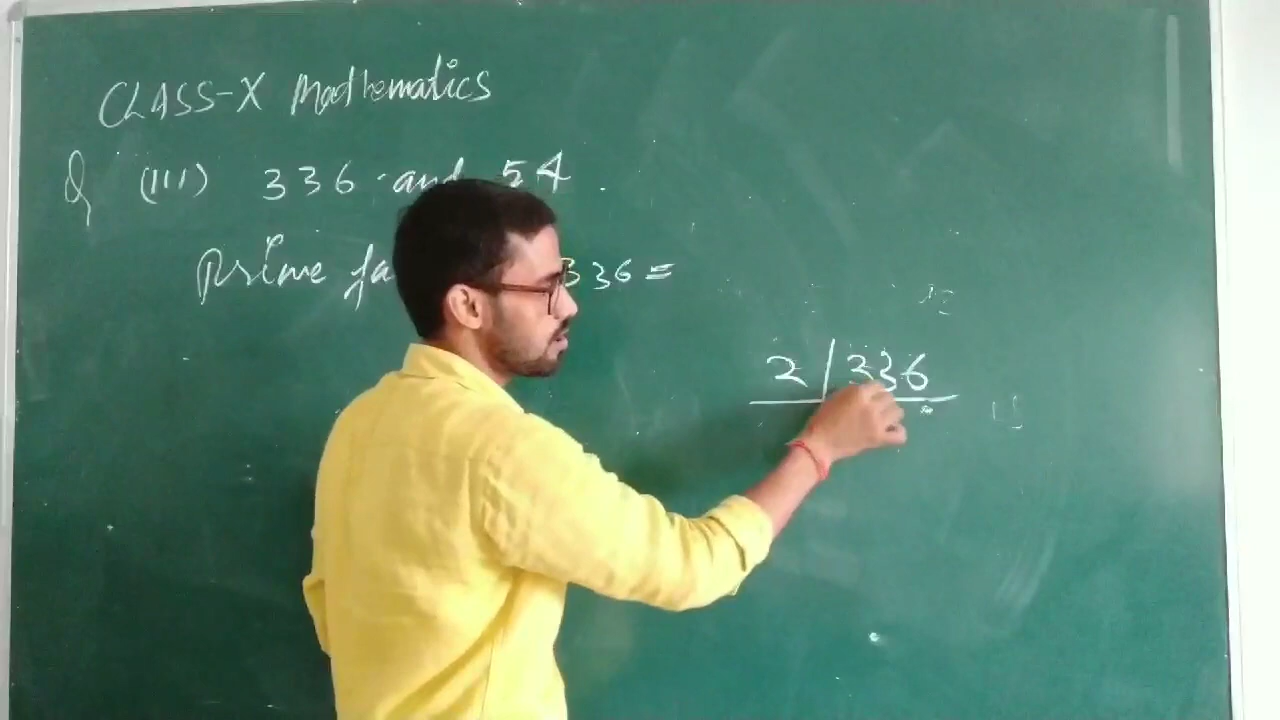 CLASS-X Mathematics
Q (iii) 336 and 54
Prime fa 336 =
2 336